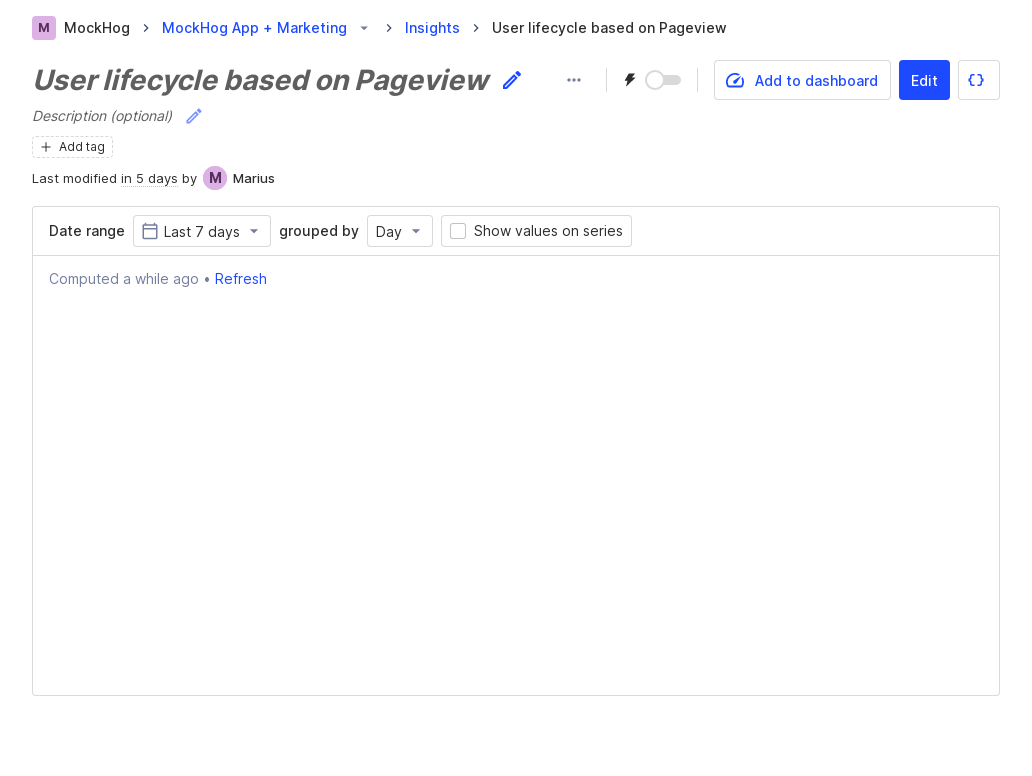 M MockHog MockHog App + Marketing Insights User lifecycle based on Pageview
User lifecycle based on Pageview
Add to dashboard Edit {}
Description (optional)
Add tag
Last modified in 5 days by M Marius
Date range Last 7 days grouped by Day Show values on series
Computed a while ago • Refresh